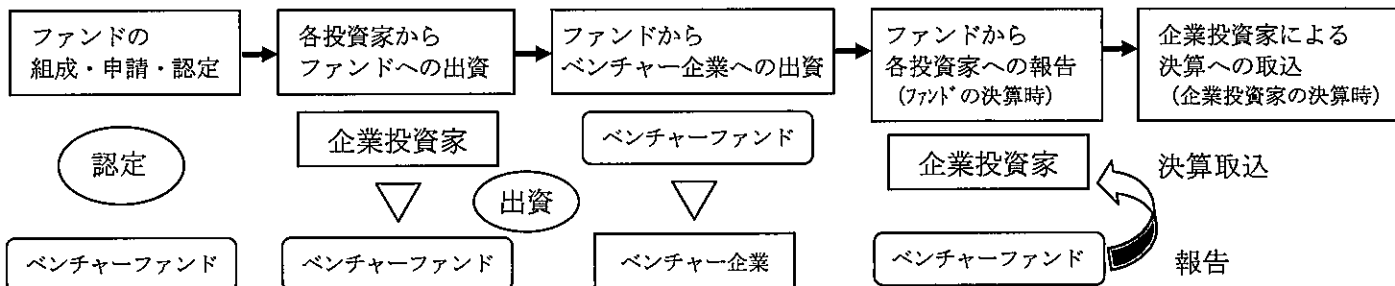 ファンドの
組成・申請・認定
各投資家から
ファンドへの出資
ファンドから
ベンチャー企業への出資
ファンドから
各投資家への報告
(ファンドの決算時)
企業投資家による
決算への取込
(企業投資家の決算時)
認定
ベンチャーファンド
企業投資家
出資
ベンチャーファンド
ベンチャーファンド
ベンチャー企業
企業投資家
決算取込
ベンチャーファンド
報告